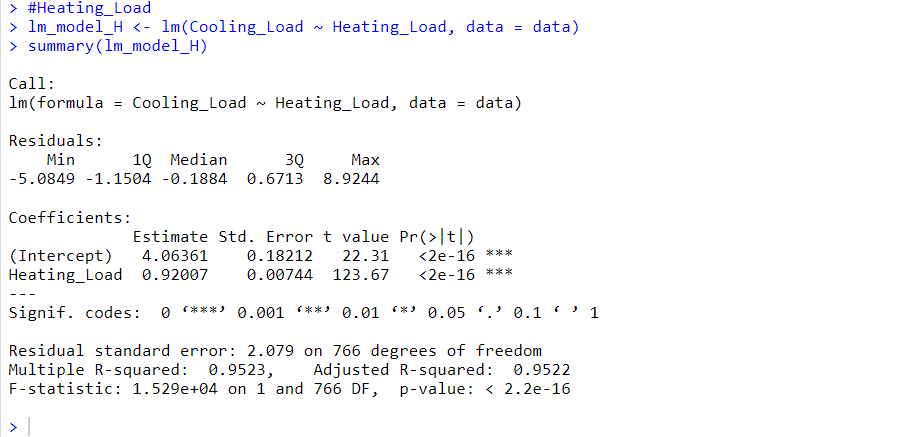 > #Heating_Load
> lm_model_H <- lm(Cooling_Load ~ Heating_Load, data = data)
> summary(lm_model_H)
Call:
lm(formula = Cooling_Load ~ Heating_Load, data = data)
Residuals:
    Min      1Q  Median      3Q     Max
-5.0849 -1.1504 -0.1884  0.6713  8.9244
Coefficients:
             Estimate Std. Error t value Pr(>|t|)
(Intercept)   4.06361    0.18212   22.31   <2e-16 ***
Heating_Load  0.92007    0.00744  123.67   <2e-16 ***
---
Signif. codes:  0 ‘***’ 0.001 ‘**’ 0.01 ‘*’ 0.05 ‘.’ 0.1 ‘ ’ 1
Residual standard error: 2.079 on 766 degrees of freedom
Multiple R-squared:  0.9523,	Adjusted R-squared:  0.9522
F-statistic: 1.529e+04 on 1 and 766 DF,  p-value: < 2.2e-16
>